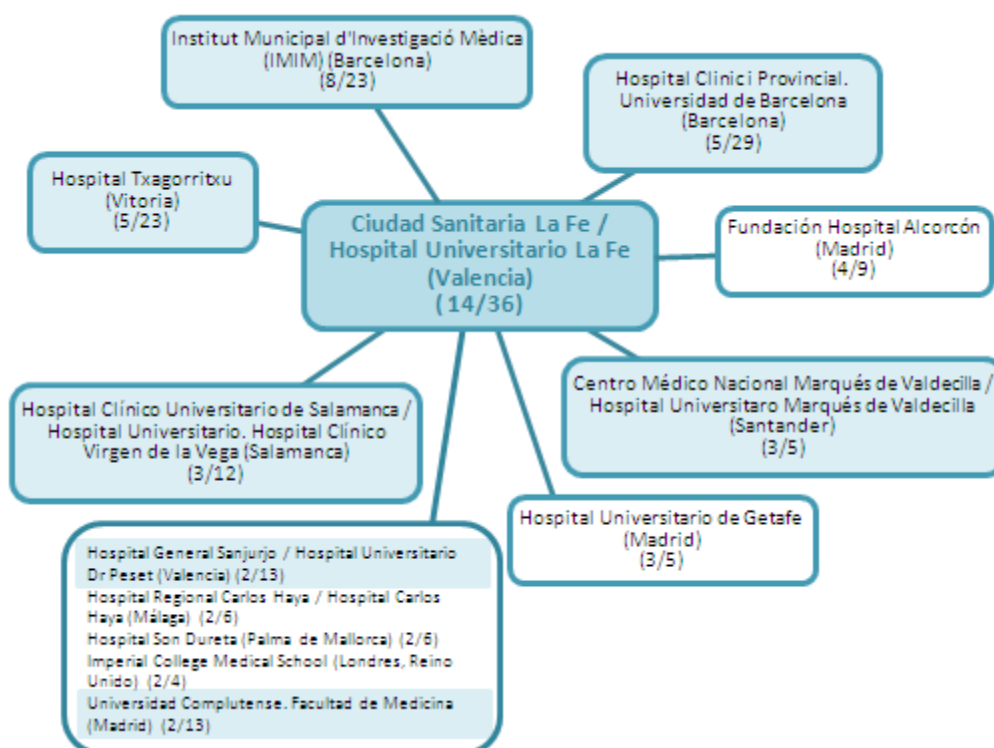 Institut Municipal d'Investigació Mèdica
(IMIM) (Barcelona)
(8/23)
Hospital Clinic i Provincial.
Universidad de Barcelona
(Barcelona)
(5/29)
Hospital Txagorritxu
(Vitoria)
(5/23)
Ciudad Sanitaria La Fe /
Hospital Universitario La Fe
(Valencia)
( 14/36)
Fundación Hospital Alcorcón
(Madrid)
(4/9)
Hospital Clínico Universitario de Salamanca /
Hospital Universitario. Hospital Clínico
Virgen de la Vega (Salamanca)
(3/12)
Centro Médico Nacional Marqués de Valdecilla /
Hospital Universitaro Marqués de Valdecilla
(Santander)
(3/5)
Hospital Universitario de Getafe
(Madrid)
(3/5)
Hospital General Sanjurjo / Hospital Universitario
Dr Peset (Valencia) (2/13)
Hospital Regional Carlos Haya / Hospital Carlos
Haya (Málaga) (2/6)
Hospital Son Dureta (Palma de Mallorca) (2/6)
Imperial College Medical School (Londres, Reino
Unido) (2/4)
Universidad Complutense. Facultad de Medicina
(Madrid) (2/13)